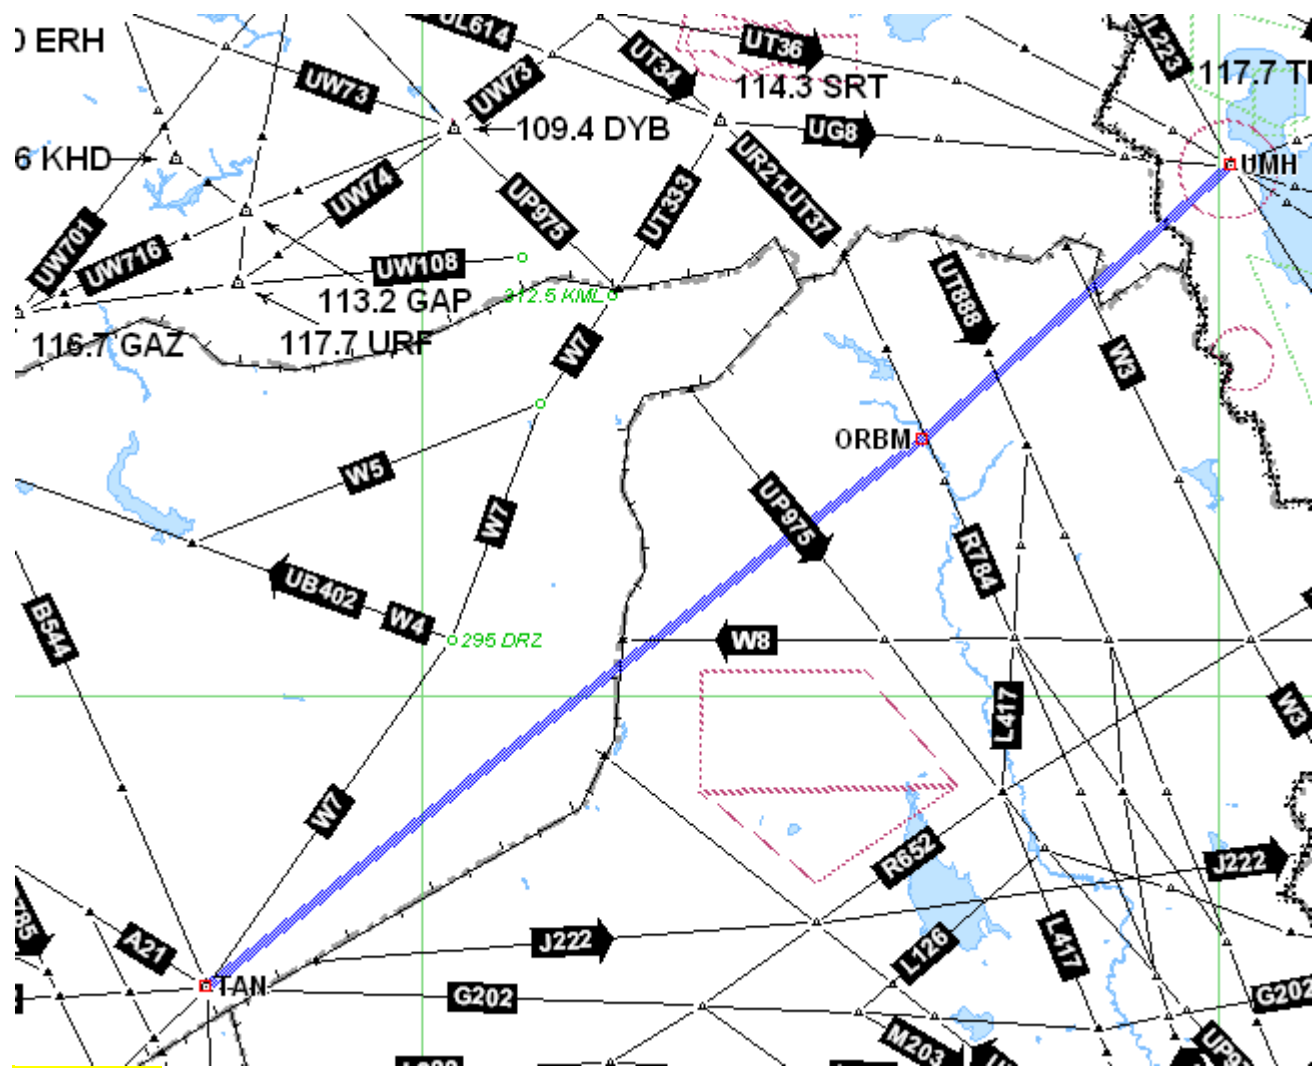 ERH
UL614
UT36
UL223
UT34
UW73
UW73
114.3 SRT
117.7
109.4 DYB
UG8
KHD
UR21-UT37
UMH
UW74
UP975
UT333
UW701
UW716
UW108
UT888
113.2 GAP
312.5 KML
116.7 GAZ
117.7 URF
W7
W3
ORBM
W5
UP975
W7
R784
UB402
W4
B544
295 DRZ
W8
L417
W3
W7
R652
J222
A21
J222
L126
L417
TAN
G202
G202
M203